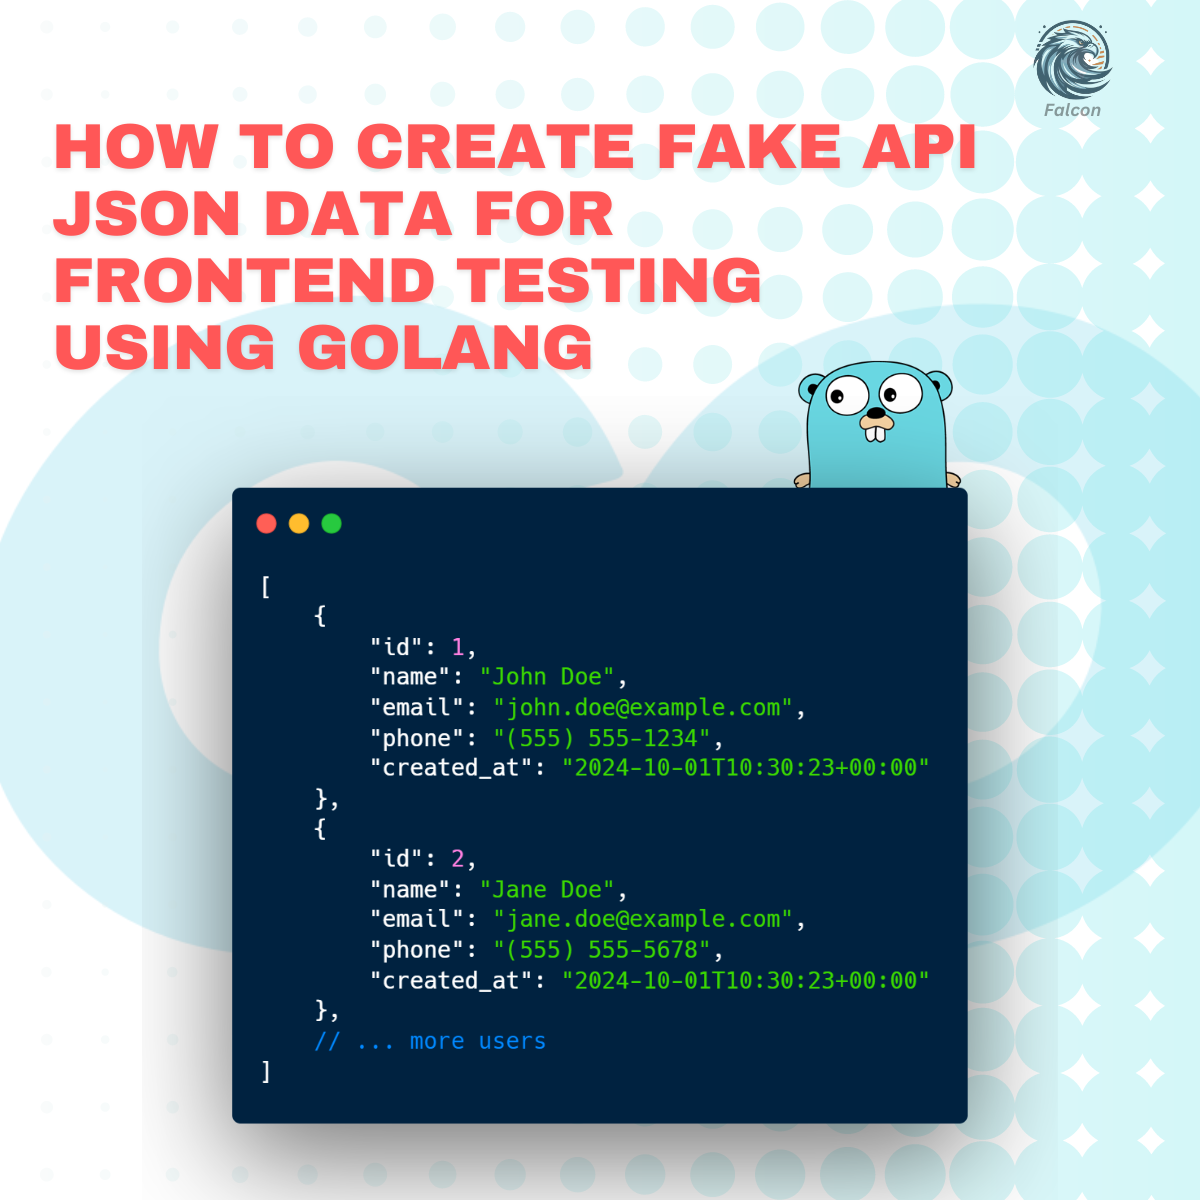 Falcon
HOW TO CREATE FAKE API
JSON DATA FOR
FRONTEND TESTING
USING GOLANG
[
    {
        "id": 1,
        "name": "John Doe",
        "email": "john.doe@example.com",
        "phone": "(555) 555-1234",
        "created_at": "2024-10-01T10:30:23+00:00"
    },
    {
        "id": 2,
        "name": "Jane Doe",
        "email": "jane.doe@example.com",
        "phone": "(555) 555-5678",
        "created_at": "2024-10-01T10:30:23+00:00"
    },
    // ... more users
]